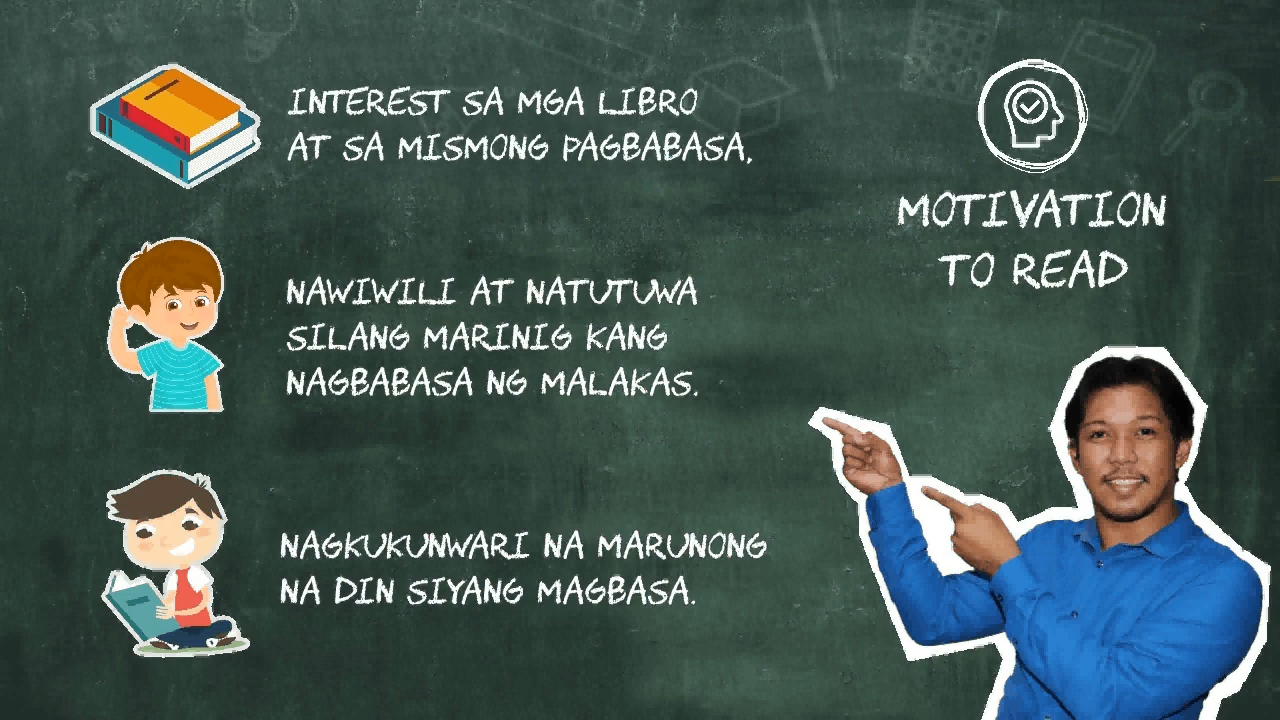 INTEREST SA MGA LIBRO
AT SA MISMONG PAGBABASA.
NAWIWILI AT NATUTUWA
SILANG MARINIG KANG
NAGBABASA NG MALAKAS.
NAGKUKUNWARI NA MARUNONG
NA DIN SIYANG MAGBASA.
MOTIVATION
TO READ